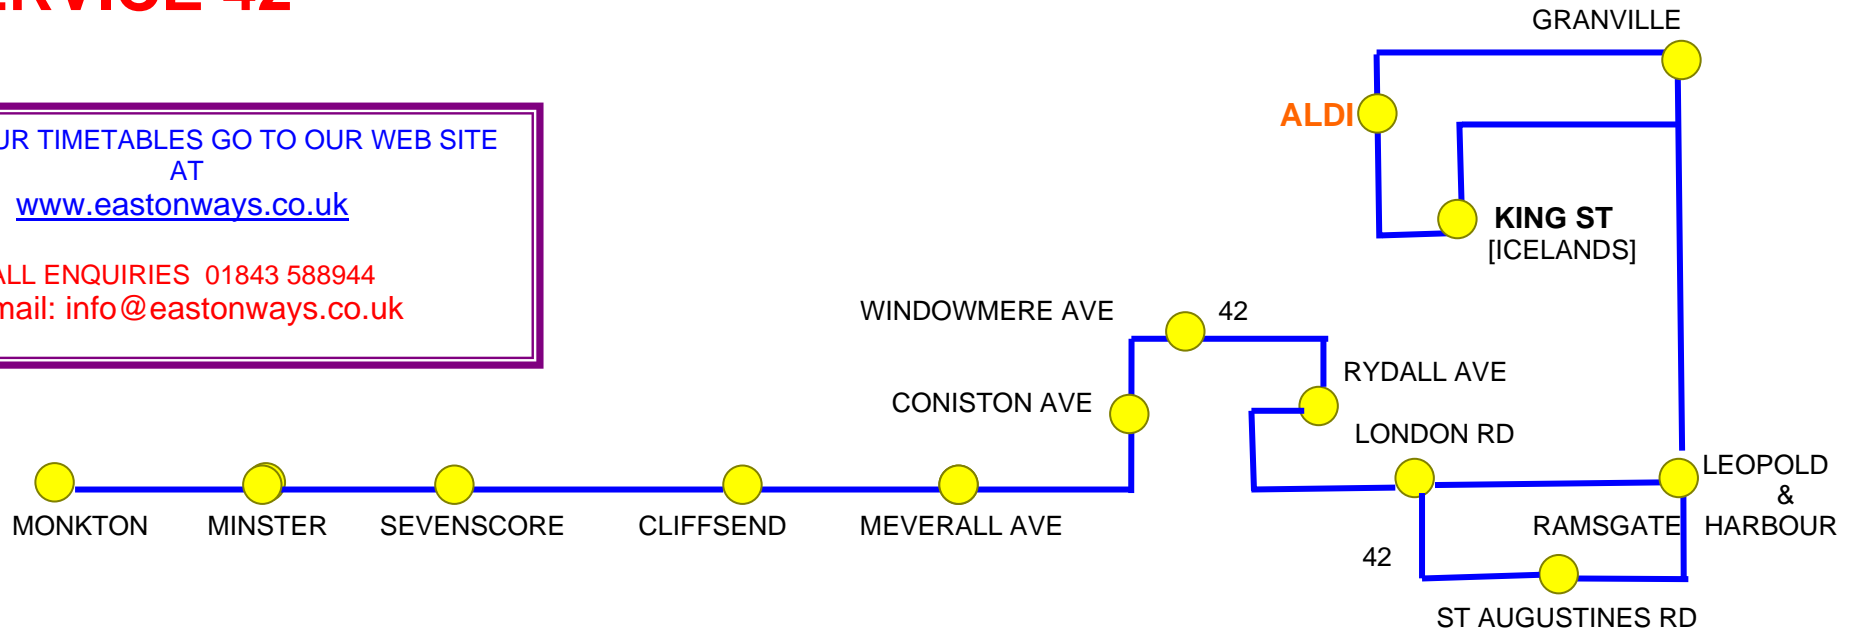 42
GRANVILLE
UR TIMETABLES GO TO OUR WEB SITE
AT
www.eastonways.co.uk
ALL ENQUIRIES 01843 588944
mail: info@eastonways.co.uk
ALDI
KING ST
[ICELANDS]
WINDOWMERE AVE
42
RYDALL AVE
CONISTON AVE
LONDON RD
LEOPOLD
&
HARBOUR
MONKTON
MINSTER
SEVENSCORE
CLIFFSEND
MEVERALL AVE
RAMSGATE
42
ST AUGUSTINES RD